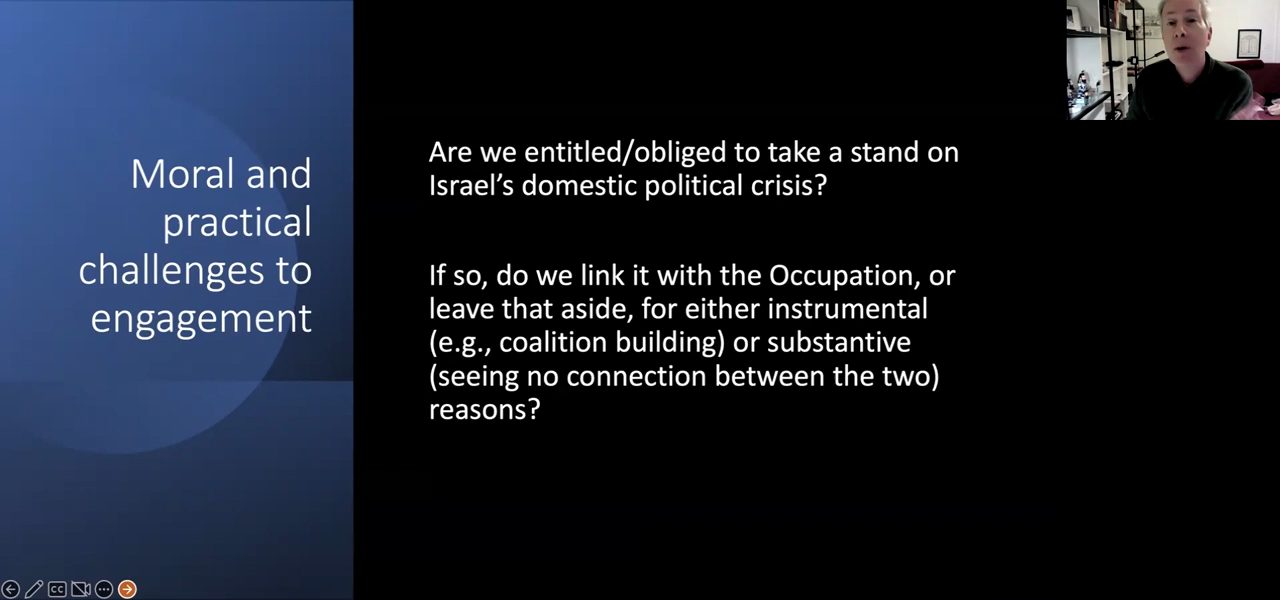 Moral and
practical
challenges to
engagement
Are we entitled/obliged to take a stand on
Israel’s domestic political crisis?
If so, do we link it with the Occupation, or
leave that aside, for either instrumental
(e.g., coalition building) or substantive
(seeing no connection between the two)
reasons?
CC